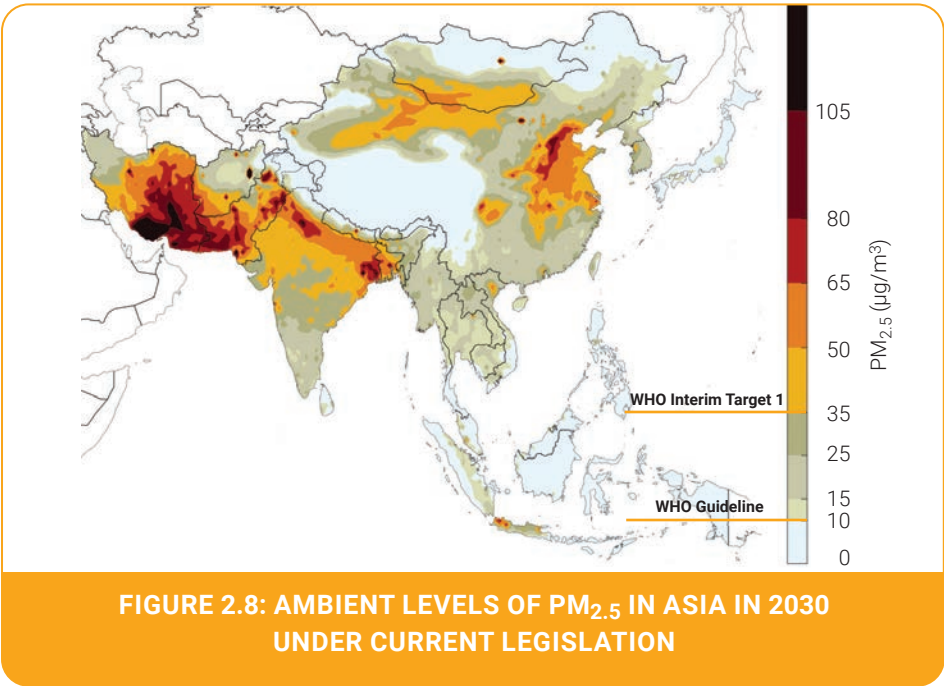 105
80
65
50
35
25
15
10
0
PM2.5 (µg/m³)
WHO Interim Target 1
WHO Guideline
FIGURE 2.8: AMBIENT LEVELS OF PM2.5 IN ASIA IN 2030
UNDER CURRENT LEGISLATION